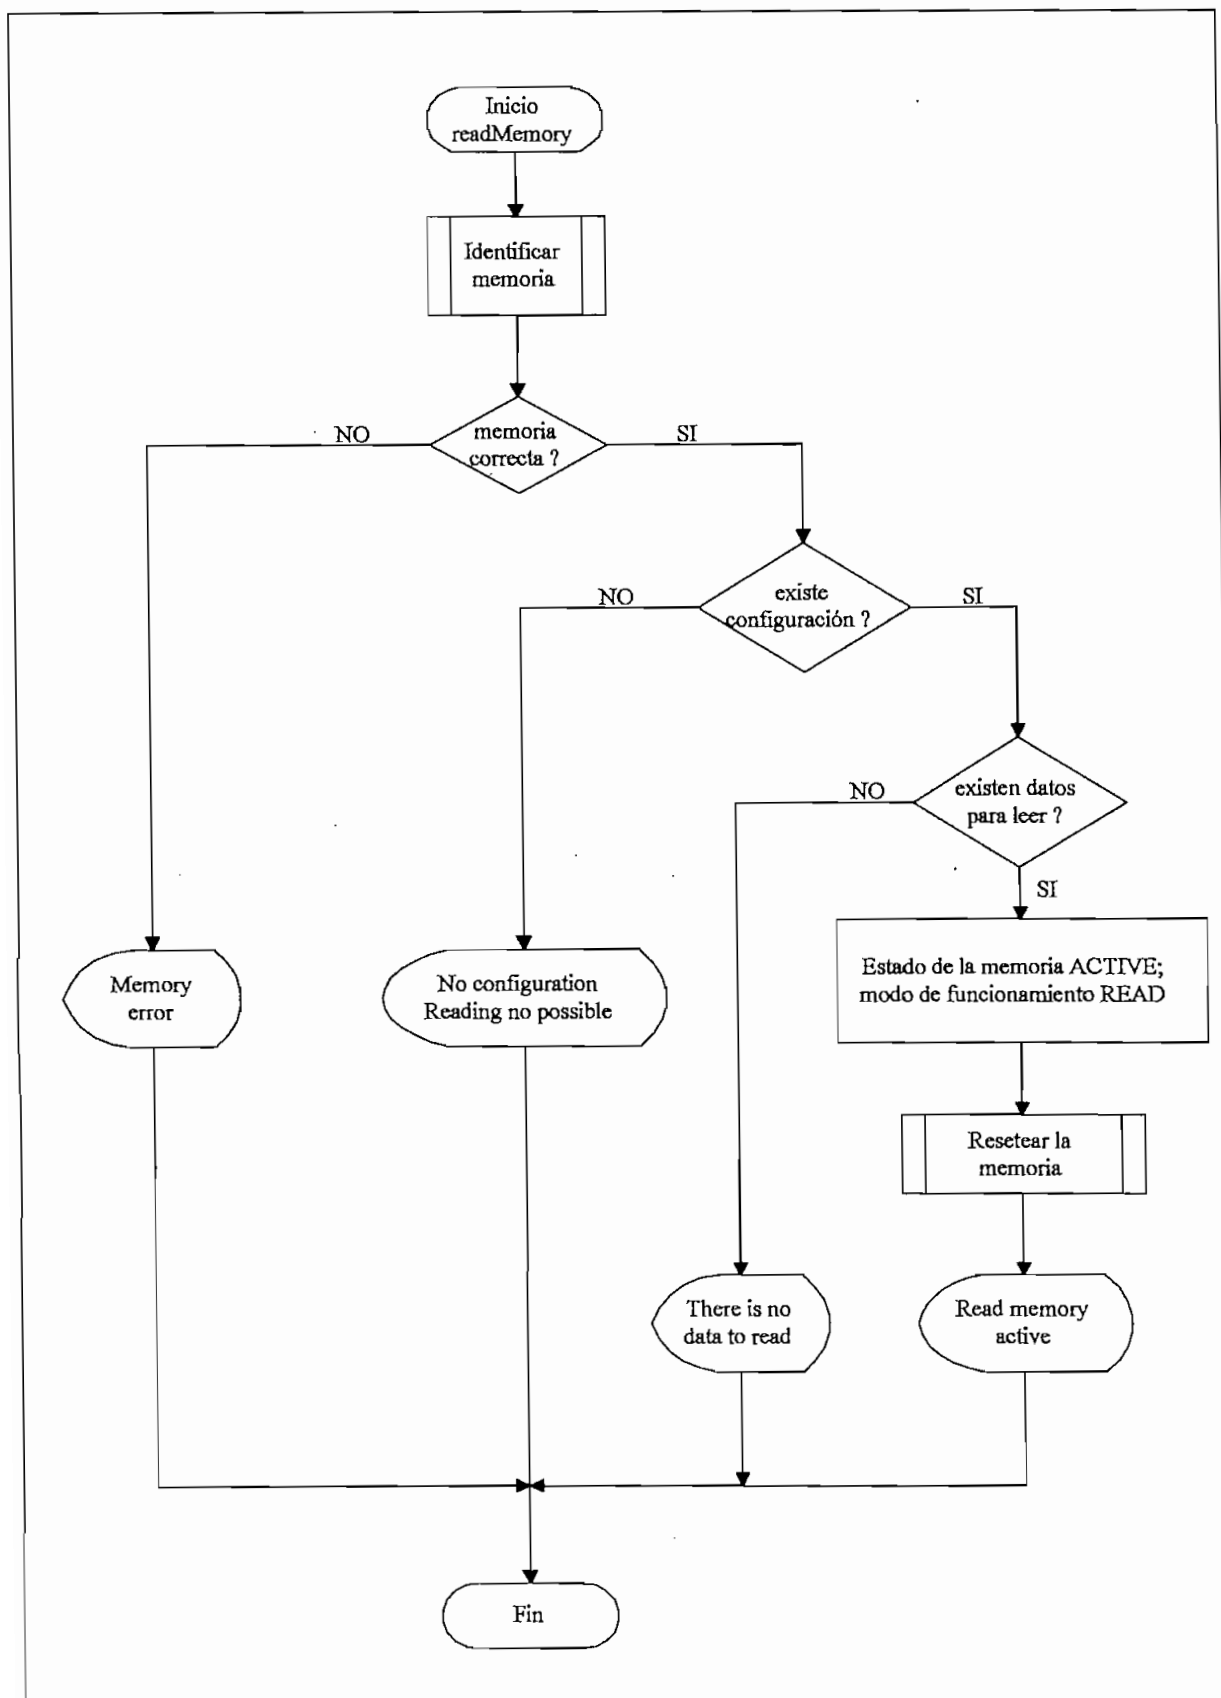 Inicio
readMemory
Identificar
memoria
memoria
correcta ?
NO
SI
existe
configuración ?
NO
SI
existen datos
para leer ?
NO
SI
Estado de la memoria ACTIVE;
modo de funcionamiento READ
Memory
error
No configuration
Reading no possible
Resetear la
memoria
There is no
data to read
Read memory
active
Fin